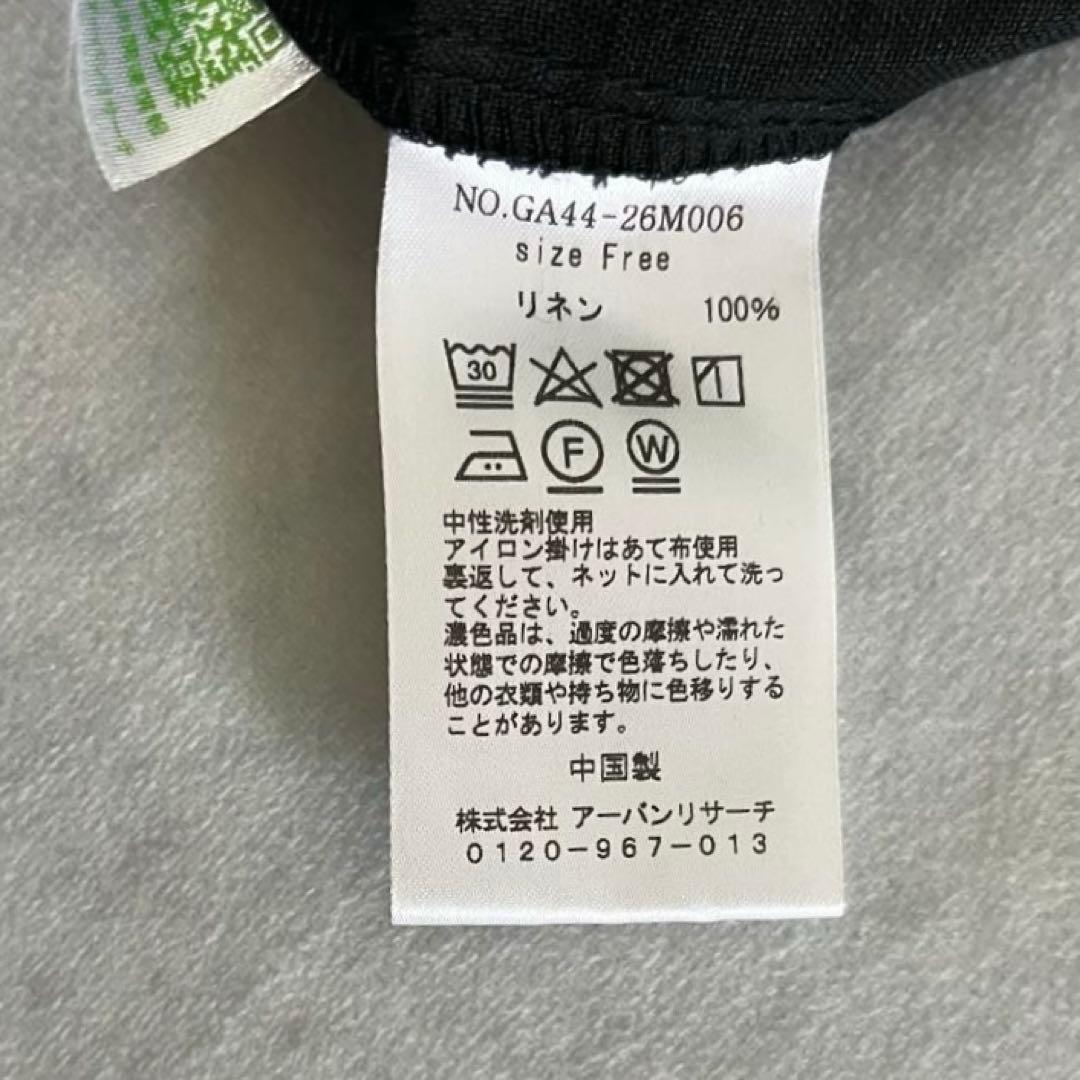 NO.GA44-26M006
size Free
リネン 100%
30
F W
中性洗剤使用
アイロン掛けはあて布使用
裏返して、ネットに入れて洗っ
てください。
濃色品は、過度の摩擦や濡れた
状態での摩擦で色落ちしたり、
他の衣類や持ち物に色移りする
ことがあります。
中国製
株式会社 アーバンリサーチ
0120-967-013